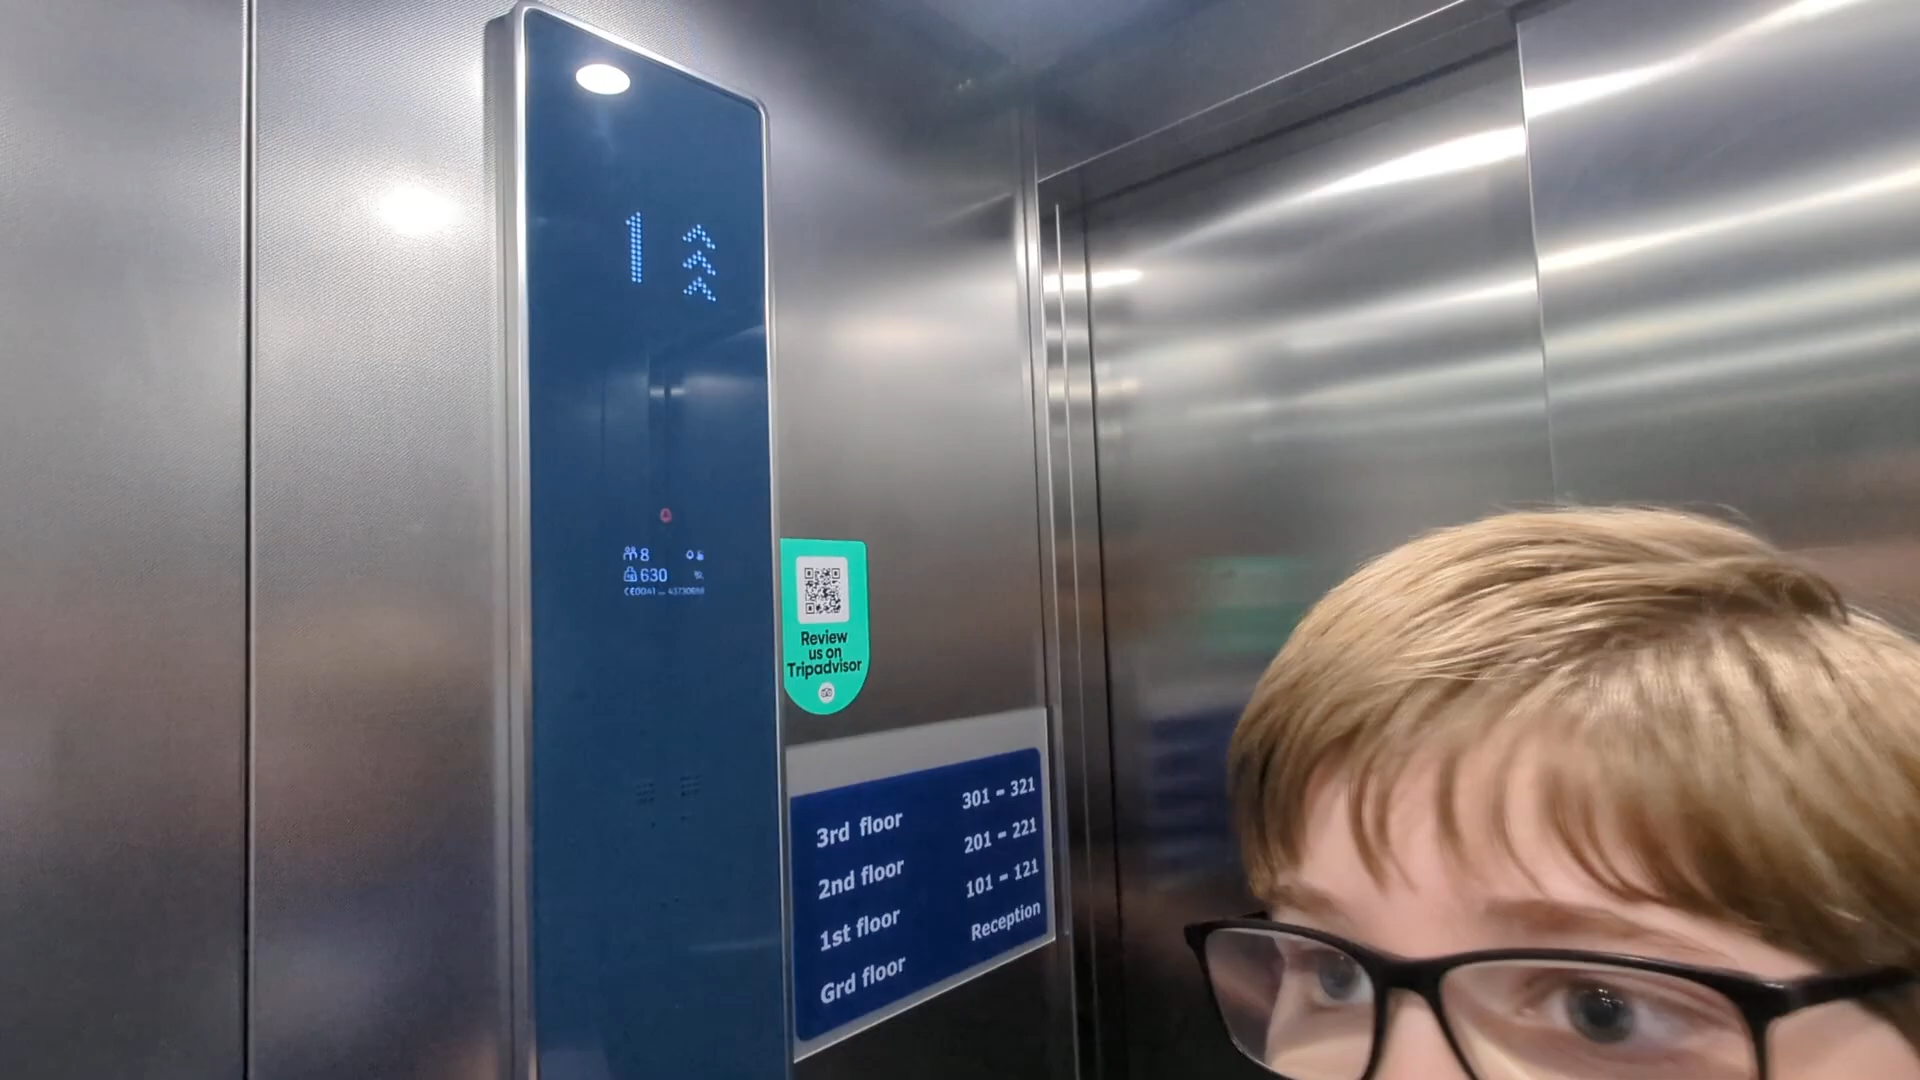 1
8
630
Review
us on
Tripadvisor
3rd floor 301 - 321
2nd floor 201 - 221
1st floor 101 - 121
Grd floor Reception